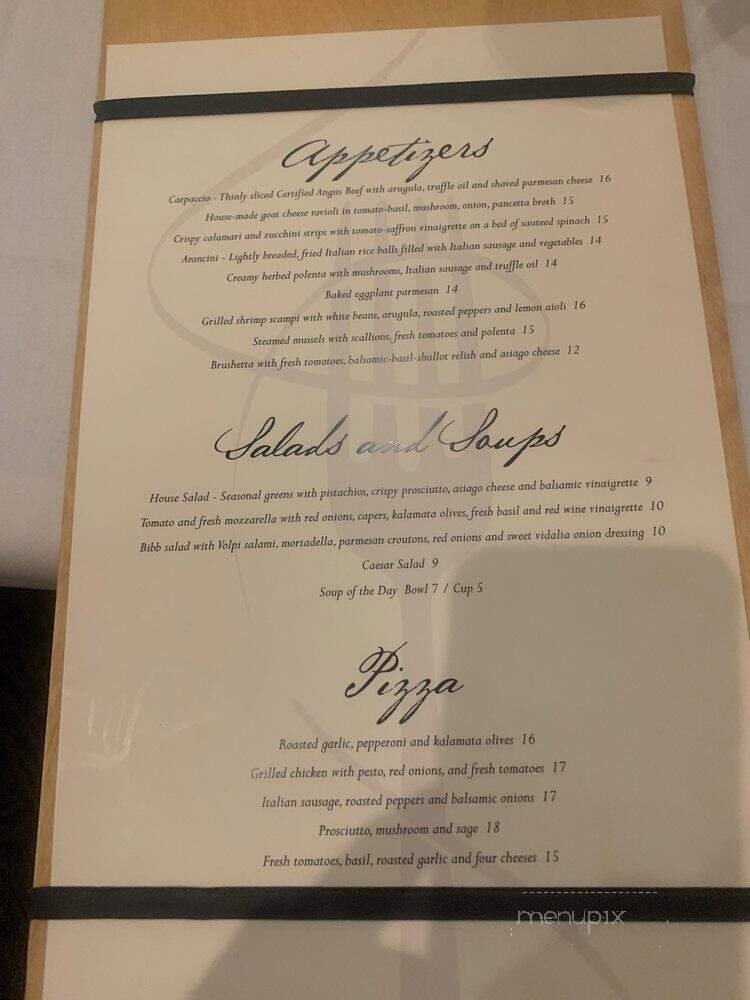 Appetizers
Carpaccio - Thinly sliced Certified Angus Beef with arugula, truffle oil and shaved parmesan cheese 16
House-made goat cheese ravioli in tomato-basil, mushroom, onion, pancetta broth 15
Crispy calamari and zucchini strips with tomato-saffron vinaigrette on a bed of sauteed spinach 15
Arancini - Lightly breaded, fried Italian rice balls filled with Italian sausage and vegetables 14
Creamy herbed polenta with mushrooms, Italian sausage and truffle oil 14
Baked eggplant parmesan 14
Grilled shrimp scampi with white beans, arugula, roasted peppers and lemon aioli 16
Steamed mussels with scallions, fresh tomatoes and polenta 15
Brushetta with fresh tomatoes, balsamic-basil-shallot relish and asiago cheese 12
Salads and Soups
House Salad - Seasonal greens with pistachios, crispy prosciutto, asiago cheese and balsamic vinaigrette 9
Tomato and fresh mozzarella with red onions, capers, kalamata olives, fresh basil and red wine vinaigrette 10
Bibb salad with Volpi salami, mortadella, parmesan croutons, red onions and sweet vidalia onion dressing 10
Caesar Salad 9
Soup of the Day Bowl 7 / Cup 5
Pizza
Roasted garlic, pepperoni and kalamata olives 16
Grilled chicken with pesto, red onions, and fresh tomatoes 17
Italian sausage, roasted peppers and balsamic onions 17
Prosciutto, mushroom and sage 18
Fresh tomatoes, basil, roasted garlic and four cheeses 15
menupix